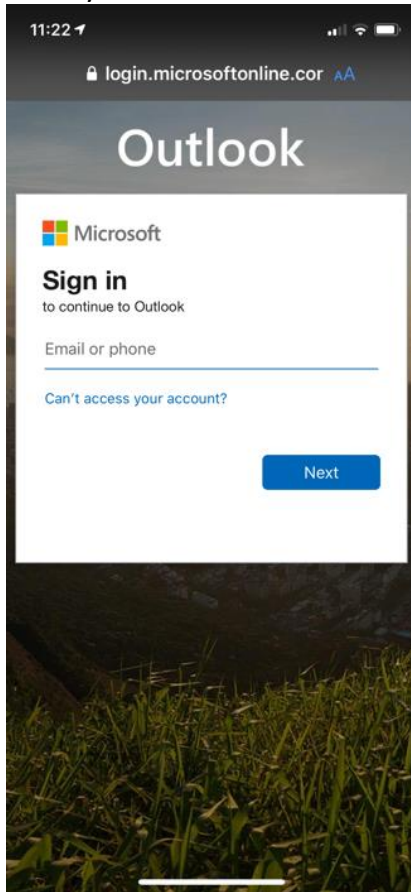 11:22
login.microsoftonline.cor AA
Outlook
Microsoft
Sign in
to continue to Outlook
Email or phone
Can't access your account?
Next